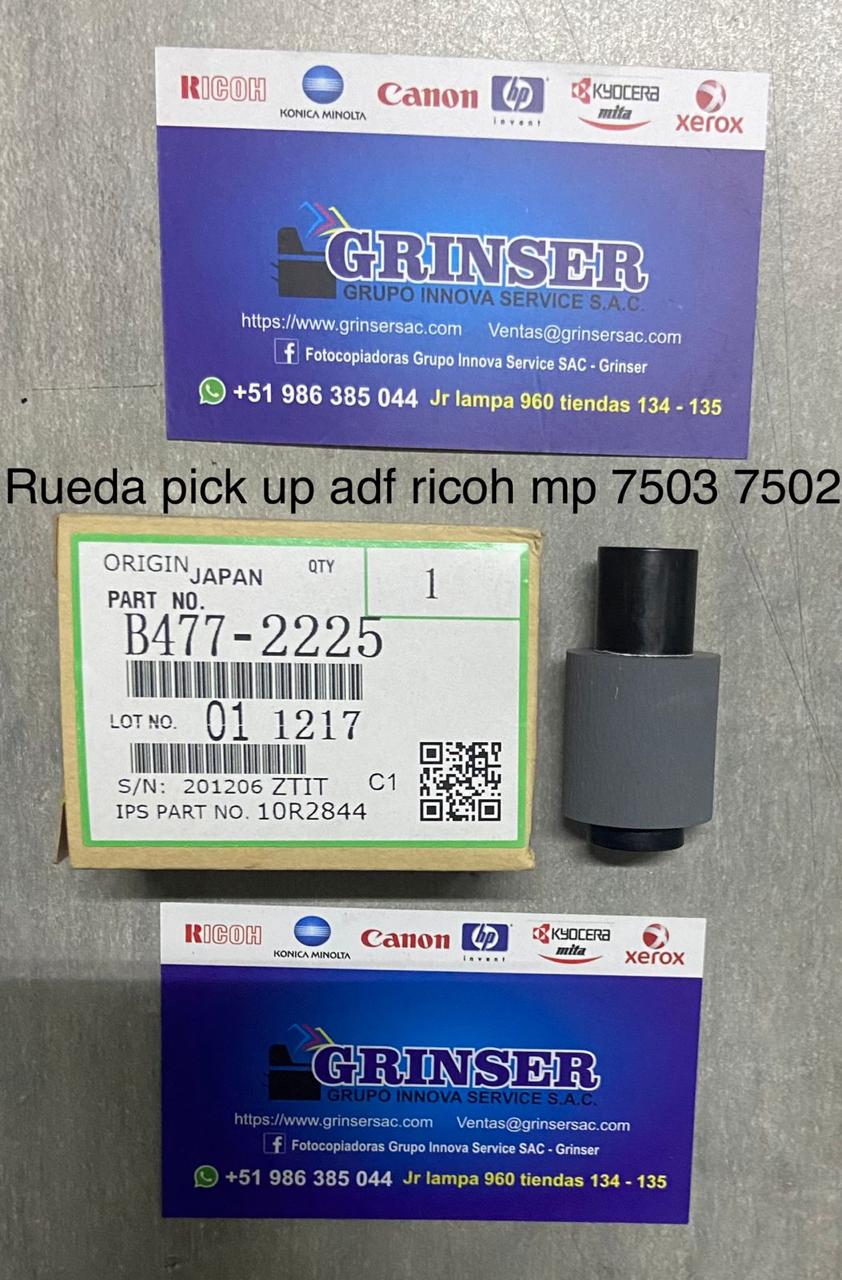 RICOH KONICA MINOLTA Canon hp invent KYOCERA mita xerox
GRINSER
GRUPO INNOVA SERVICE S.A.C.
https://www.grinsersac.com Ventas@grinsersac.com
f Fotocopiadoras Grupo Innova Service SAC - Grinser
+51 986 385 044 Jr lampa 960 tiendas 134 - 135
Rueda pick up adf ricoh mp 7503 7502
ORIGIN JAPAN QTY 1
PART NO.
B477-2225
LOT NO. 01 1217
S/N: 201206 ZTIT C1
IPS PART NO. 10R2844
RICOH KONICA MINOLTA Canon hp invent KYOCERA mita xerox
GRINSER
GRUPO INNOVA SERVICE S.A.C.
https://www.grinsersac.com Ventas@grinsersac.com
f Fotocopiadoras Grupo Innova Service SAC - Grinser
+51 986 385 044 Jr lampa 960 tiendas 134 - 135